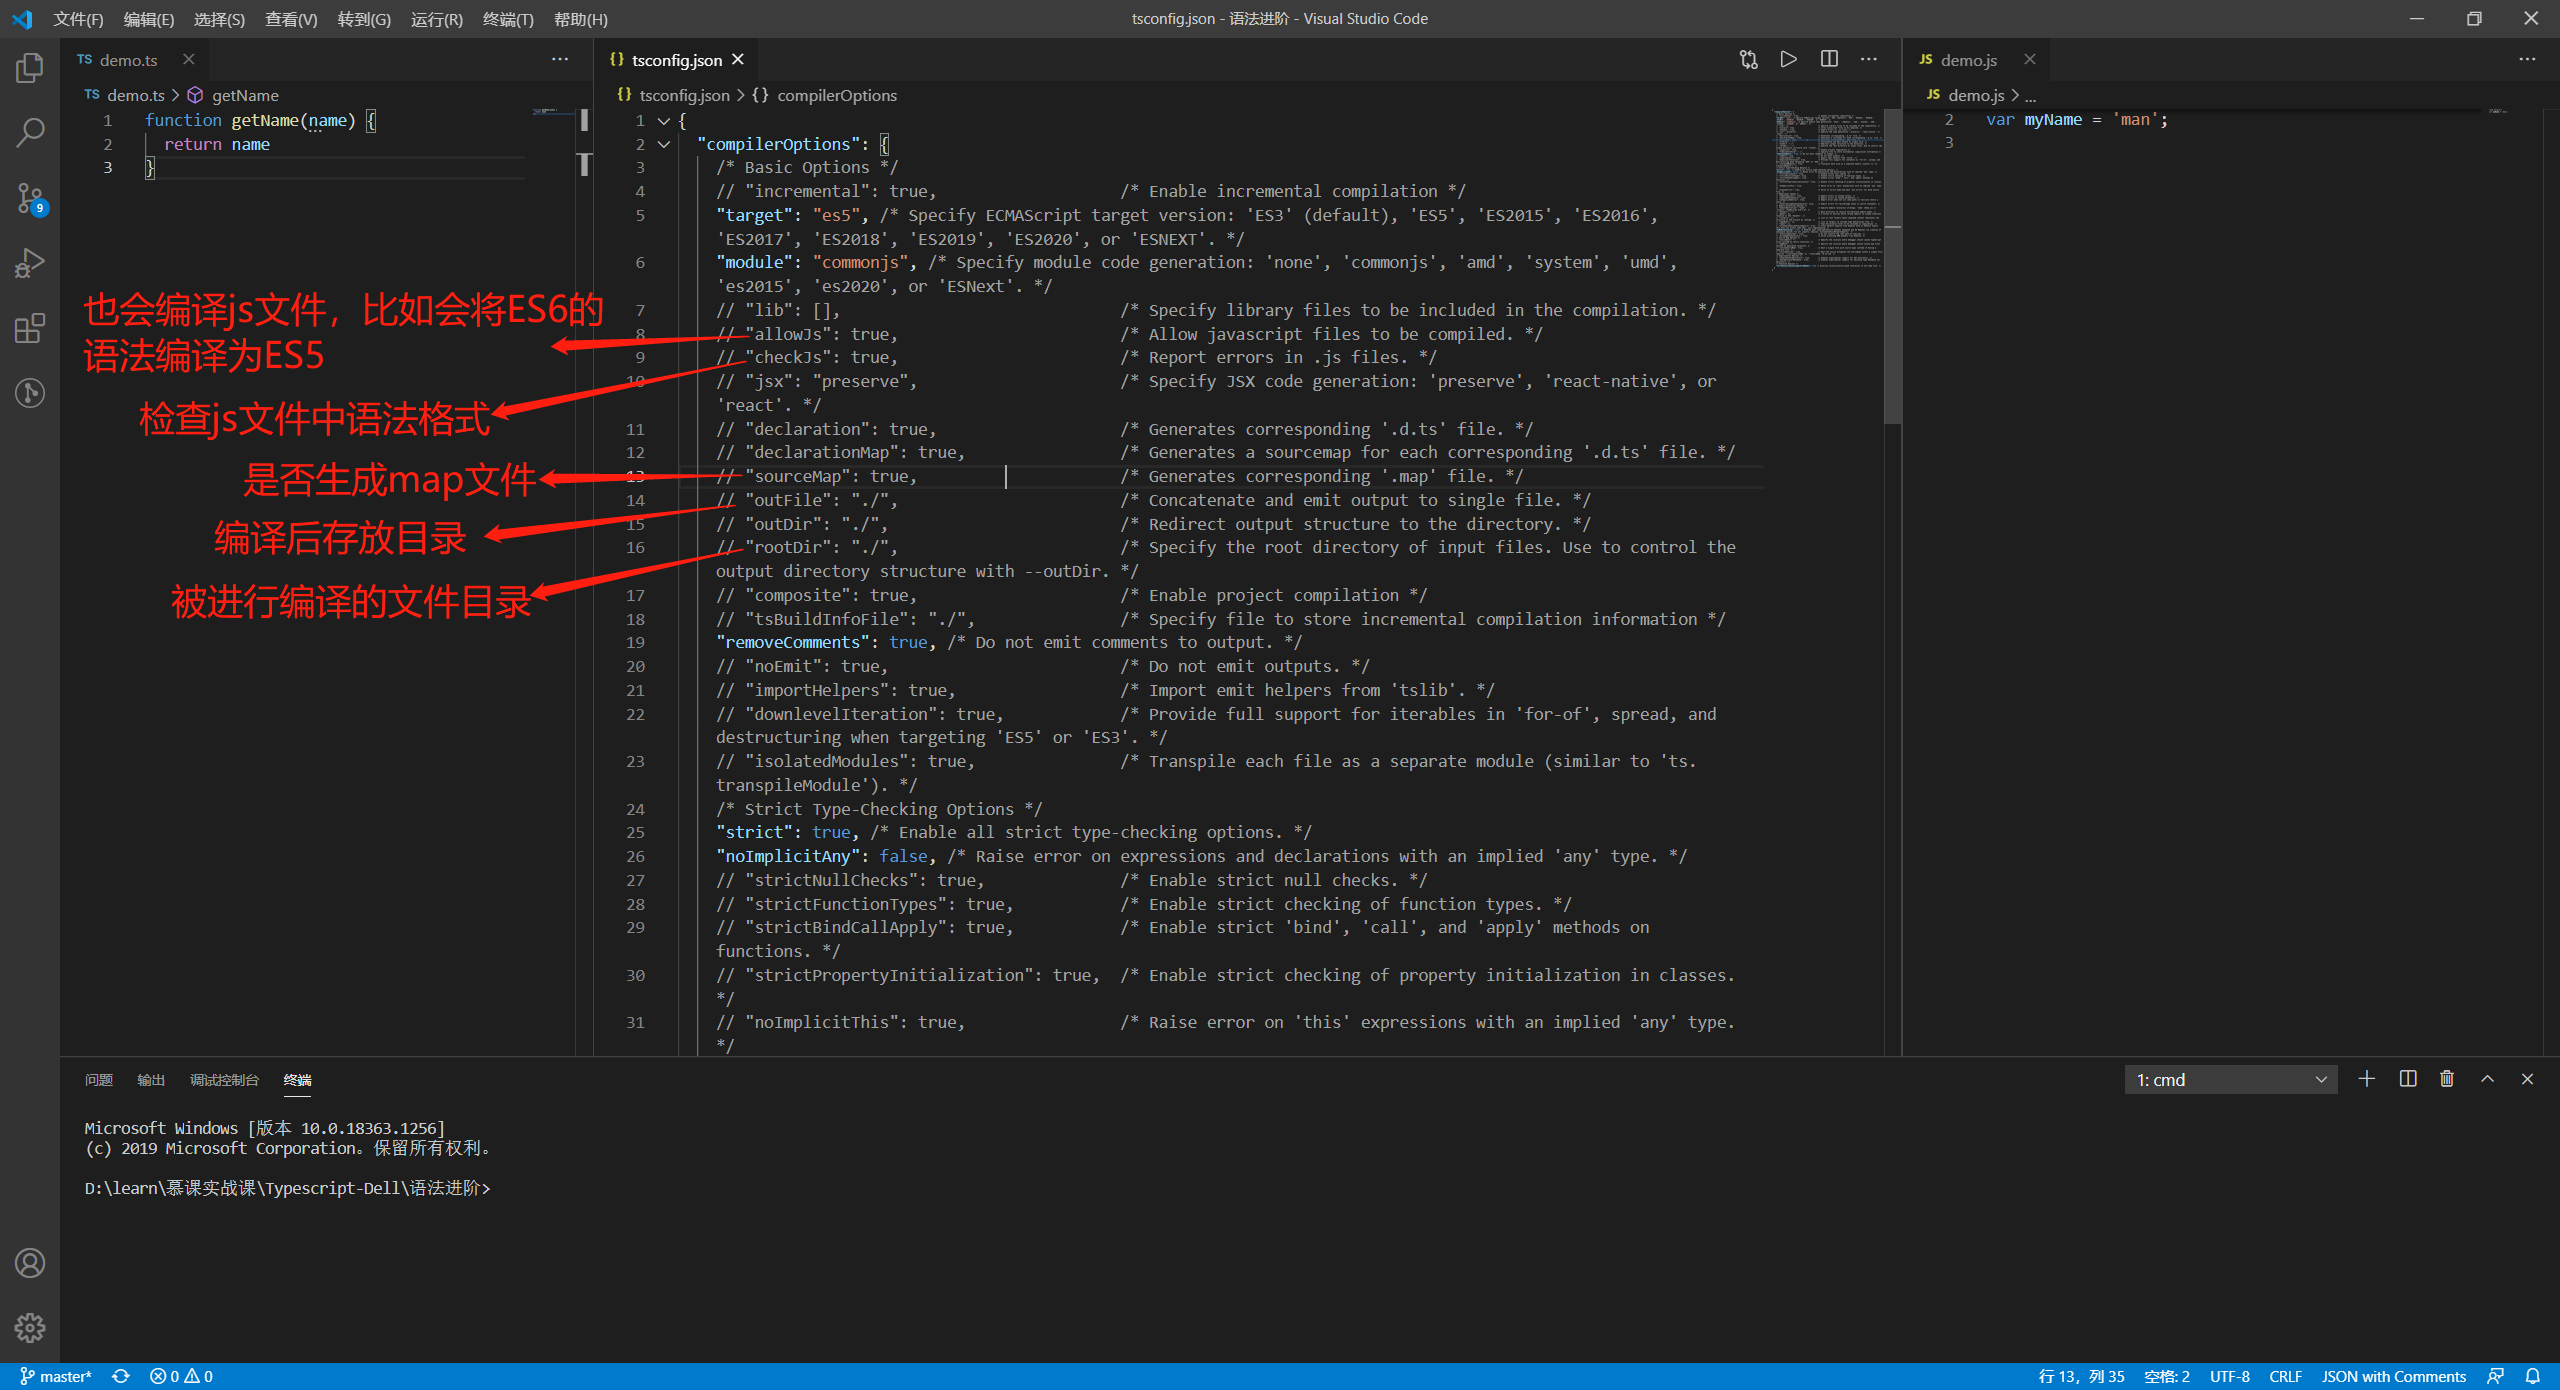 文件(F) 编辑(E) 选择(S) 查看(V) 转到(G) 运行(R) 终端(T) 帮助(H)
tsconfig.json - 语法进阶 - Visual Studio Code
TS demo.ts
TS demo.ts > getName
1 function getName(name) {
2 return name
3 }
也会编译js文件，比如会将ES6的
语法编译为ES5
检查js文件中语法格式
是否生成map文件
编译后存放目录
被进行编译的文件目录
{} tsconfig.json
{} tsconfig.json > {} compilerOptions
1 {
2 "compilerOptions": {
3 /* Basic Options */
4 // "incremental": true, /* Enable incremental compilation */
5 "target": "es5", /* Specify ECMAScript target version: 'ES3' (default), 'ES5', 'ES2015', 'ES2016',
'ES2017', 'ES2018', 'ES2019', 'ES2020', or 'ESNEXT'. */
6 "module": "commonjs", /* Specify module code generation: 'none', 'commonjs', 'amd', 'system', 'umd',
'es2015', 'es2020', or 'ESNext'. */
7 // "lib": [], /* Specify library files to be included in the compilation. */
8 // "allowJs": true, /* Allow javascript files to be compiled. */
9 // "checkJs": true, /* Report errors in .js files. */
10 // "jsx": "preserve", /* Specify JSX code generation: 'preserve', 'react-native', or
'react'. */
11 // "declaration": true, /* Generates corresponding '.d.ts' file. */
12 // "declarationMap": true, /* Generates a sourcemap for each corresponding '.d.ts' file. */
13 // "sourceMap": true, /* Generates corresponding '.map' file. */
14 // "outFile": "./", /* Concatenate and emit output to single file. */
15 // "outDir": "./", /* Redirect output structure to the directory. */
16 // "rootDir": "./", /* Specify the root directory of input files. Use to control the
output directory structure with --outDir. */
17 // "composite": true, /* Enable project compilation */
18 // "tsBuildInfoFile": "./", /* Specify file to store incremental compilation information */
19 "removeComments": true, /* Do not emit comments to output. */
20 // "noEmit": true, /* Do not emit outputs. */
21 // "importHelpers": true, /* Import emit helpers from 'tslib'. */
22 // "downlevelIteration": true, /* Provide full support for iterables in 'for-of', spread, and
destructuring when targeting 'ES5' or 'ES3'. */
23 // "isolatedModules": true, /* Transpile each file as a separate module (similar to 'ts.
transpileModule'). */
24 /* Strict Type-Checking Options */
25 "strict": true, /* Enable all strict type-checking options. */
26 "noImplicitAny": false, /* Raise error on expressions and declarations with an implied 'any' type. */
27 // "strictNullChecks": true, /* Enable strict null checks. */
28 // "strictFunctionTypes": true, /* Enable strict checking of function types. */
29 // "strictBindCallApply": true, /* Enable strict 'bind', 'call', and 'apply' methods on
functions. */
30 // "strictPropertyInitialization": true, /* Enable strict checking of property initialization in classes.
*/
31 // "noImplicitThis": true, /* Raise error on 'this' expressions with an implied 'any' type.
*/
JS demo.js
JS demo.js > ...
2 var myName = 'man';
3
问题 输出 调试控制台 终端
1: cmd
Microsoft Windows [版本 10.0.18363.1256]
(c) 2019 Microsoft Corporation。保留所有权利。
D:\learn\慕课实战课\Typescript-Dell\语法进阶>
9
master* 0 0
行 13，列 35 空格: 2 UTF-8 CRLF JSON with Comments